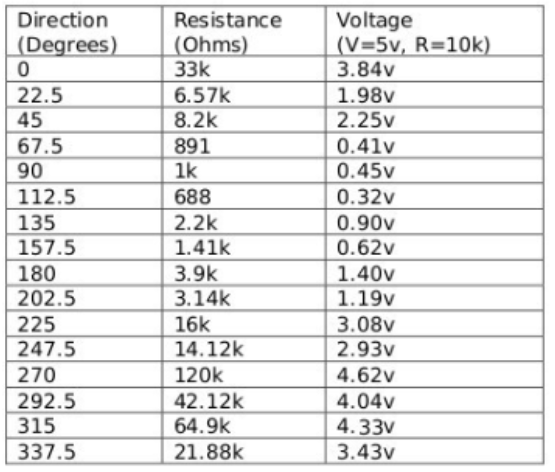 Direction (Degrees) Resistance (Ohms) Voltage (V=5v, R=10k)
0 33k 3.84v
22.5 6.57k 1.98v
45 8.2k 2.25v
67.5 891 0.41v
90 1k 0.45v
112.5 688 0.32v
135 2.2k 0.90v
157.5 1.41k 0.62v
180 3.9k 1.40v
202.5 3.14k 1.19v
225 16k 3.08v
247.5 14.12k 2.93v
270 120k 4.62v
292.5 42.12k 4.04v
315 64.9k 4.33v
337.5 21.88k 3.43v